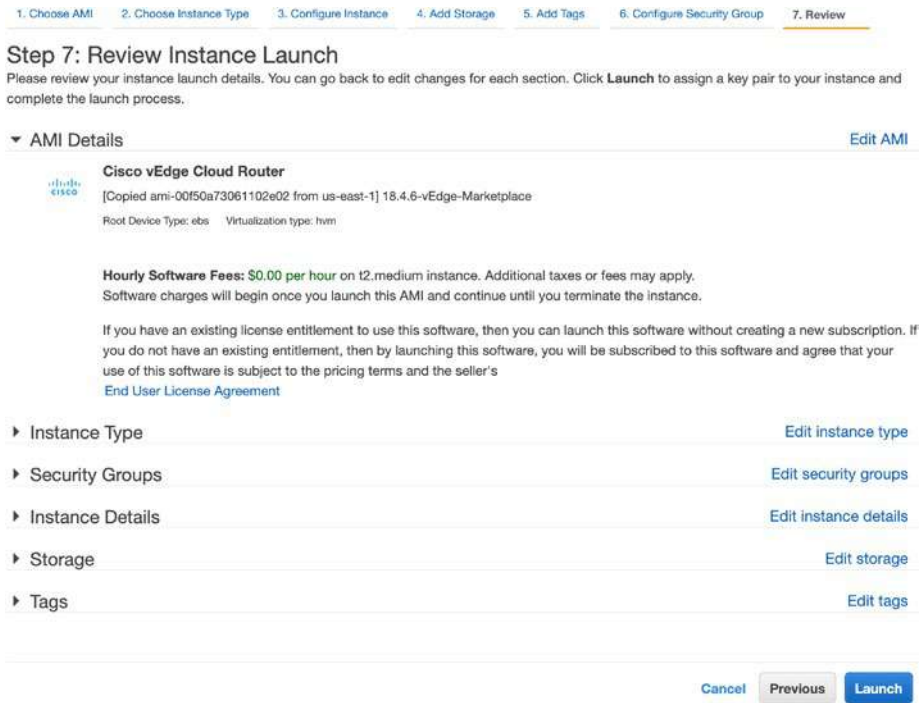 1. Choose AMI 2. Choose Instance Type 3. Configure Instance 4. Add Storage 5. Add Tags 6. Configure Security Group 7. Review
Step 7: Review Instance Launch
Please review your instance launch details. You can go back to edit changes for each section. Click Launch to assign a key pair to your instance and
complete the launch process.
AMI Details Edit AMI
Cisco vEdge Cloud Router
CISCO
[Copied ami-00f50a73061102e02 from us-east-1] 18.4.6-vEdge-Marketplace
Root Device Type: ebs Virtualization type: hvm
Hourly Software Fees: $0.00 per hour on t2.medium instance. Additional taxes or fees may apply.
Software charges will begin once you launch this AMI and continue until you terminate the instance.
If you have an existing license entitlement to use this software, then you can launch this software without creating a new subscription. If
you do not have an existing entitlement, then by launching this software, you will be subscribed to this software and agree that your
use of this software is subject to the pricing terms and the seller's
End User License Agreement
Instance Type Edit instance type
Security Groups Edit security groups
Instance Details Edit instance details
Storage Edit storage
Tags Edit tags
Cancel Previous Launch